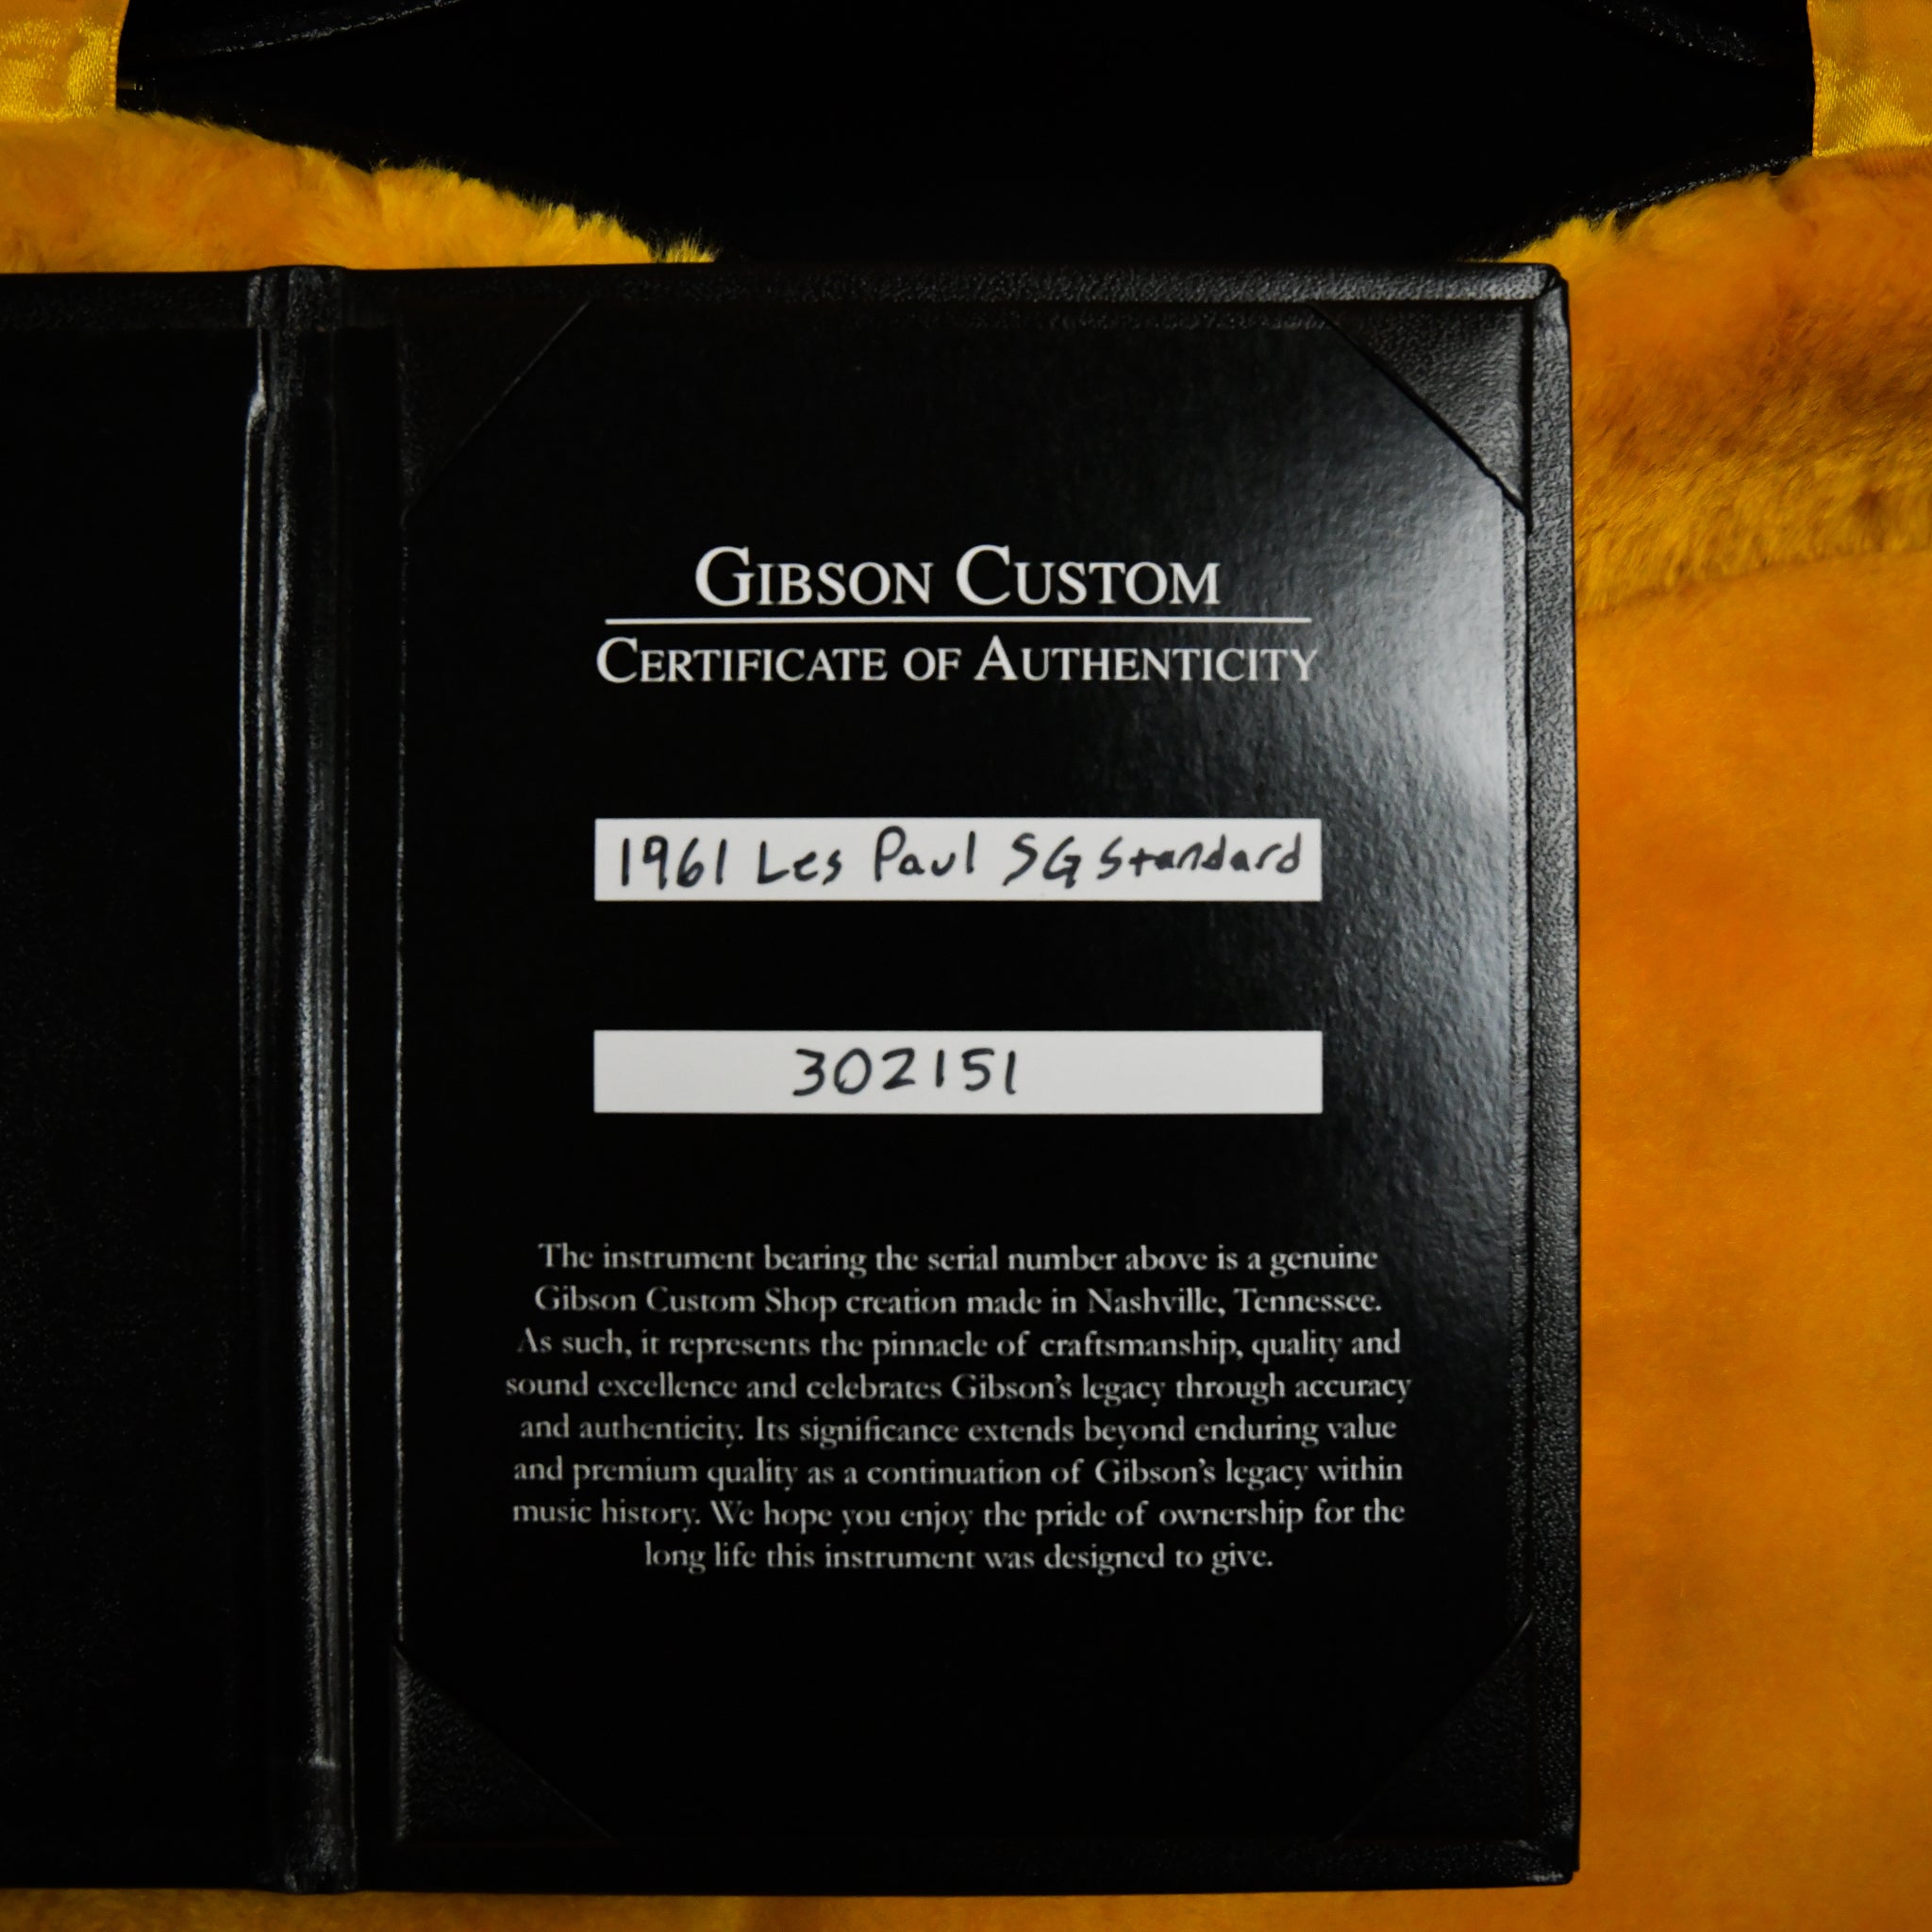 GIBSON CUSTOM
CERTIFICATE OF AUTHENTICITY
1961 Les Paul SG Standard
302151
The instrument bearing the serial number above is a genuine
Gibson Custom Shop creation made in Nashville, Tennessee.
As such, it represents the pinnacle of craftsmanship, quality and
sound excellence and celebrates Gibson’s legacy through accuracy
and authenticity. Its significance extends beyond enduring value
and premium quality as a continuation of Gibson’s legacy within
music history. We hope you enjoy the pride of ownership for the
long life this instrument was designed to give.